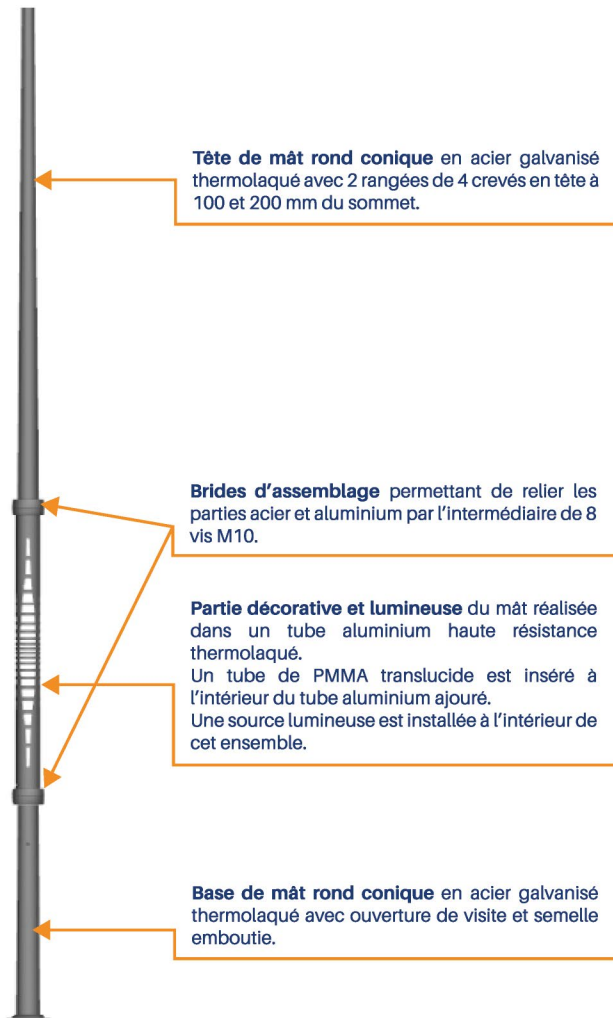 Tête de mât rond conique en acier galvanisé
thermolaqué avec 2 rangées de 4 crevés en tête à
100 et 200 mm du sommet.
Brides d’assemblage permettant de relier les
parties acier et aluminium par l’intermédiaire de 8
vis M10.
Partie décorative et lumineuse du mât réalisée
dans un tube aluminium haute résistance
thermolaqué.
Un tube de PMMA translucide est inséré à
l’intérieur du tube aluminium ajouré.
Une source lumineuse est installée à l’intérieur de
cet ensemble.
Base de mât rond conique en acier galvanisé
thermolaqué avec ouverture de visite et semelle
emboutie.